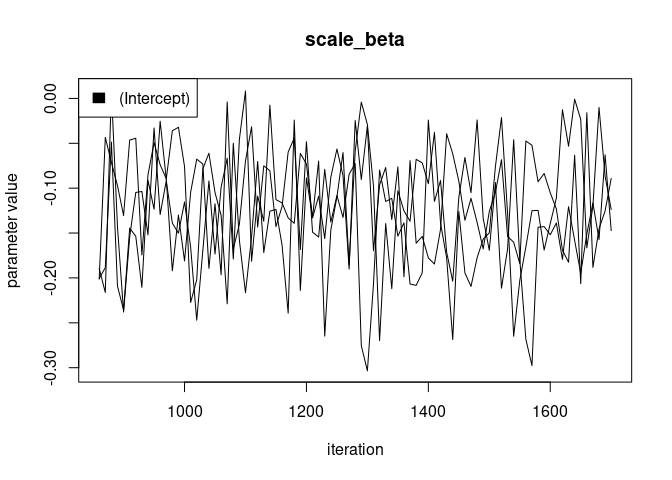 scale_beta
(Intercept)
0.00
-0.10
-0.20
-0.30
parameter value
1000 1200 1400 1600
iteration